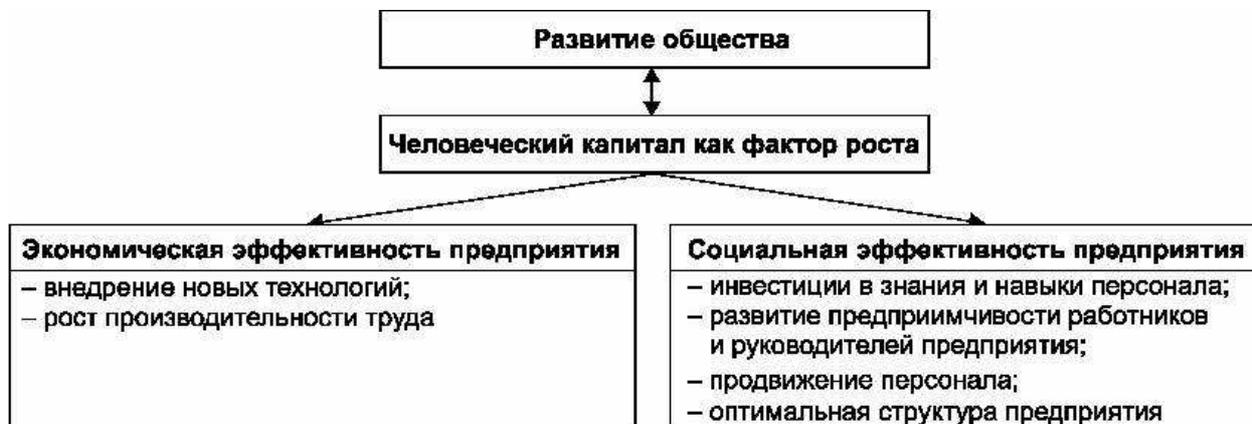 Развитие общества
Человеческий капитал как фактор роста
Экономическая эффективность предприятия
– внедрение новых технологий;
– рост производительности труда
Социальная эффективность предприятия
– инвестиции в знания и навыки персонала;
– развитие предприимчивости работников
и руководителей предприятия;
– продвижение персонала;
– оптимальная структура предприятия